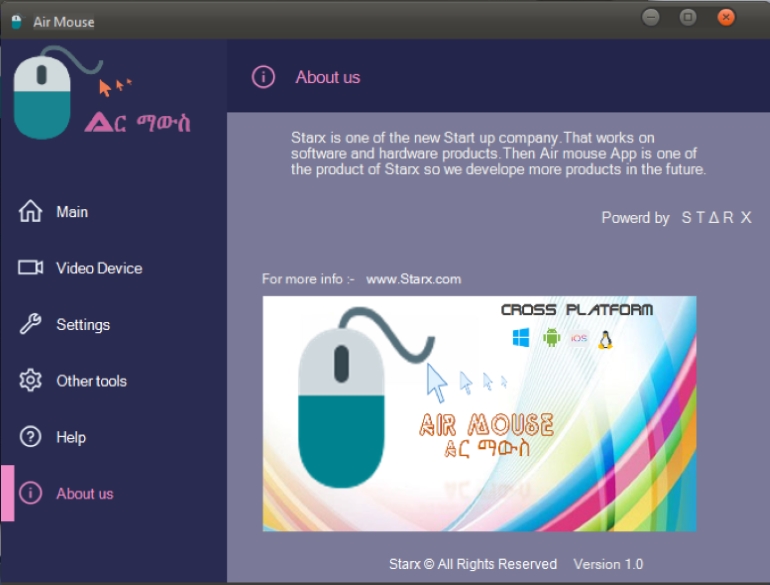 Air Mouse
ኤር ማውስ
About us
Starx is one of the new Start up company.That works on
software and hardware products.Then Air mouse App is one of
the product of Starx so we develope more products in the future.
Powerd by S T Δ R X
Main
Video Device
Settings
Other tools
Help
About us
For more info :- www.Starx.com
CROSS PLATFORM
iOS
AIR MOUSE
ኤር ማውስ
Starx © All Rights Reserved Version 1.0